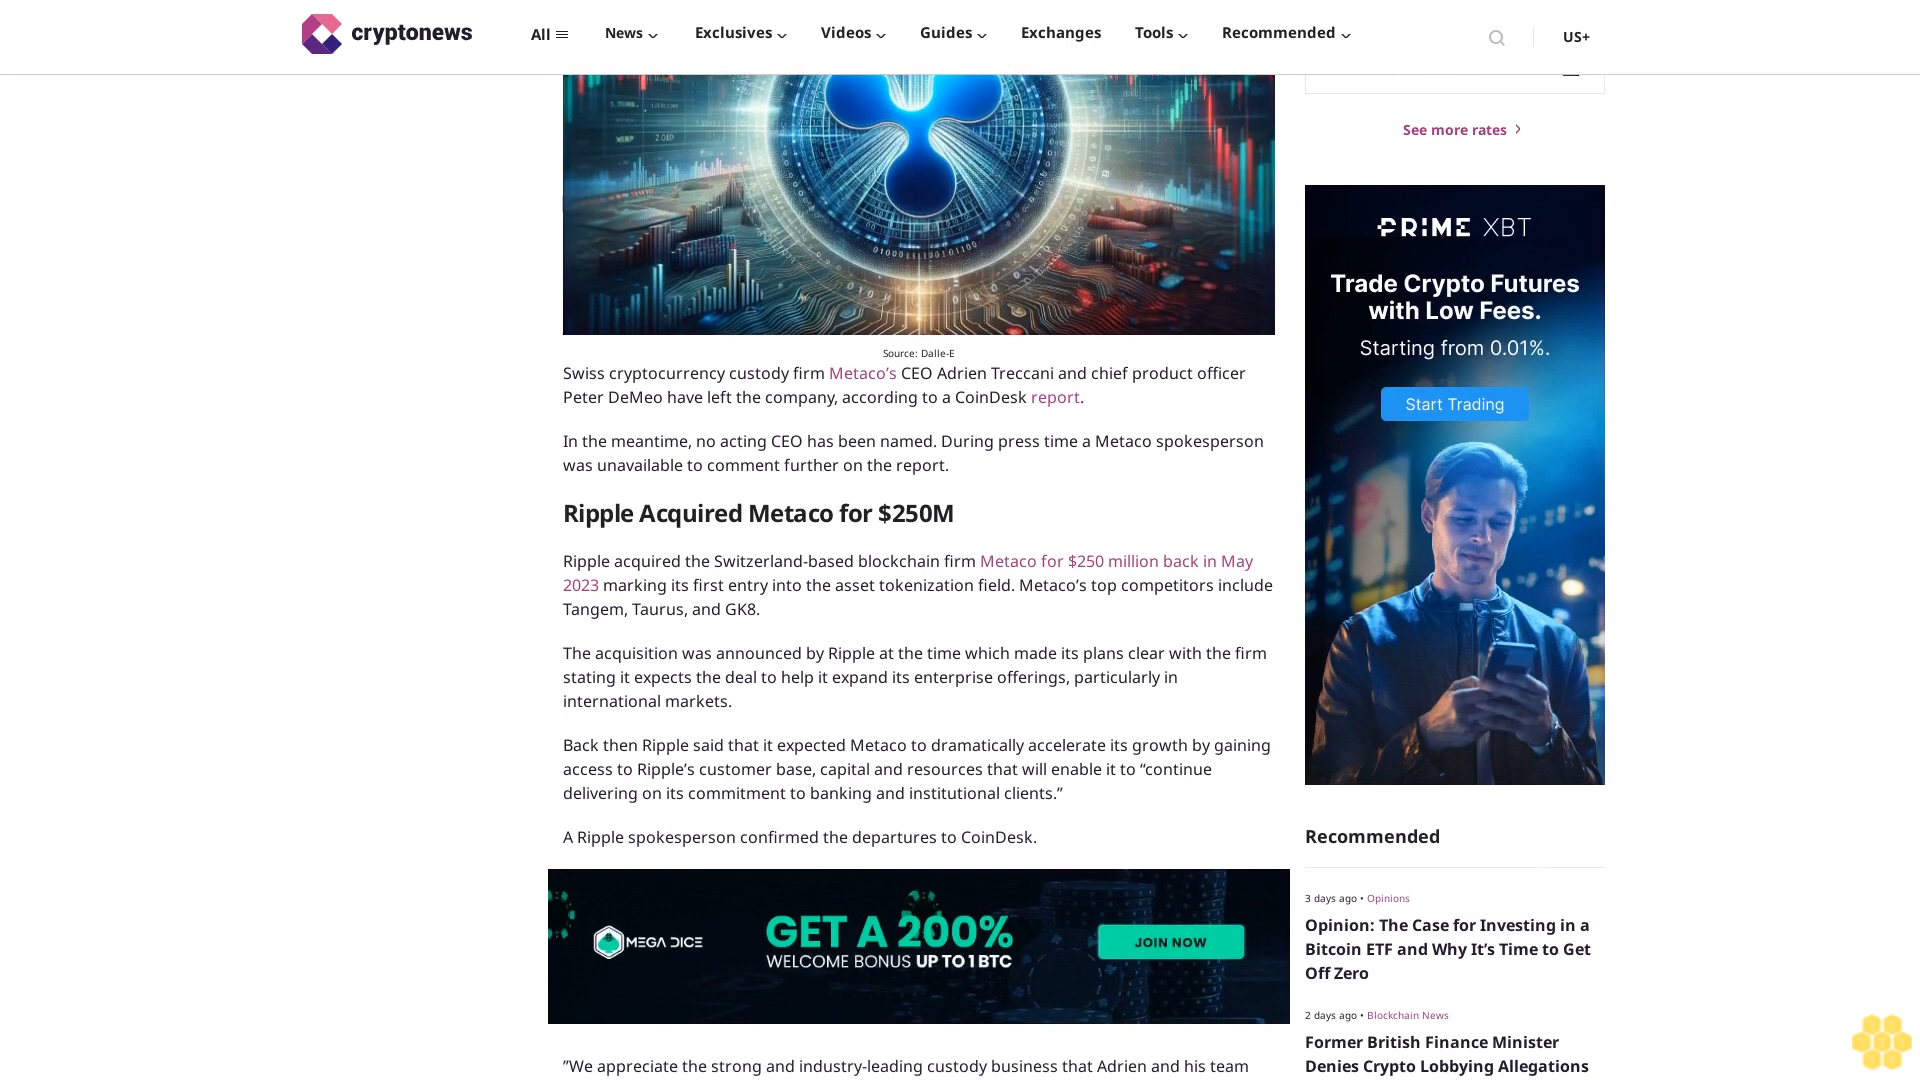 cryptonews
All
News
Exclusives
Videos
Guides
Exchanges
Tools
Recommended
US+
Source: Dalle-E
Swiss cryptocurrency custody firm Metaco’s CEO Adrien Treccani and chief product officer
Peter DeMeo have left the company, according to a CoinDesk report.
In the meantime, no acting CEO has been named. During press time a Metaco spokesperson
was unavailable to comment further on the report.
Ripple Acquired Metaco for $250M
Ripple acquired the Switzerland-based blockchain firm Metaco for $250 million back in May
2023 marking its first entry into the asset tokenization field. Metaco’s top competitors include
Tangem, Taurus, and GK8.
The acquisition was announced by Ripple at the time which made its plans clear with the firm
stating it expects the deal to help it expand its enterprise offerings, particularly in
international markets.
Back then Ripple said that it expected Metaco to dramatically accelerate its growth by gaining
access to Ripple’s customer base, capital and resources that will enable it to “continue
delivering on its commitment to banking and institutional clients.”
A Ripple spokesperson confirmed the departures to CoinDesk.
MEGA DICE
GET A 200%
WELCOME BONUS UP TO 1 BTC
JOIN NOW
”We appreciate the strong and industry-leading custody business that Adrien and his team
See more rates
PRIME XBT
Trade Crypto Futures
with Low Fees.
Starting from 0.01%.
Start Trading
Recommended
3 days ago • Opinions
Opinion: The Case for Investing in a
Bitcoin ETF and Why It’s Time to Get
Off Zero
2 days ago • Blockchain News
Former British Finance Minister
Denies Crypto Lobbying Allegations